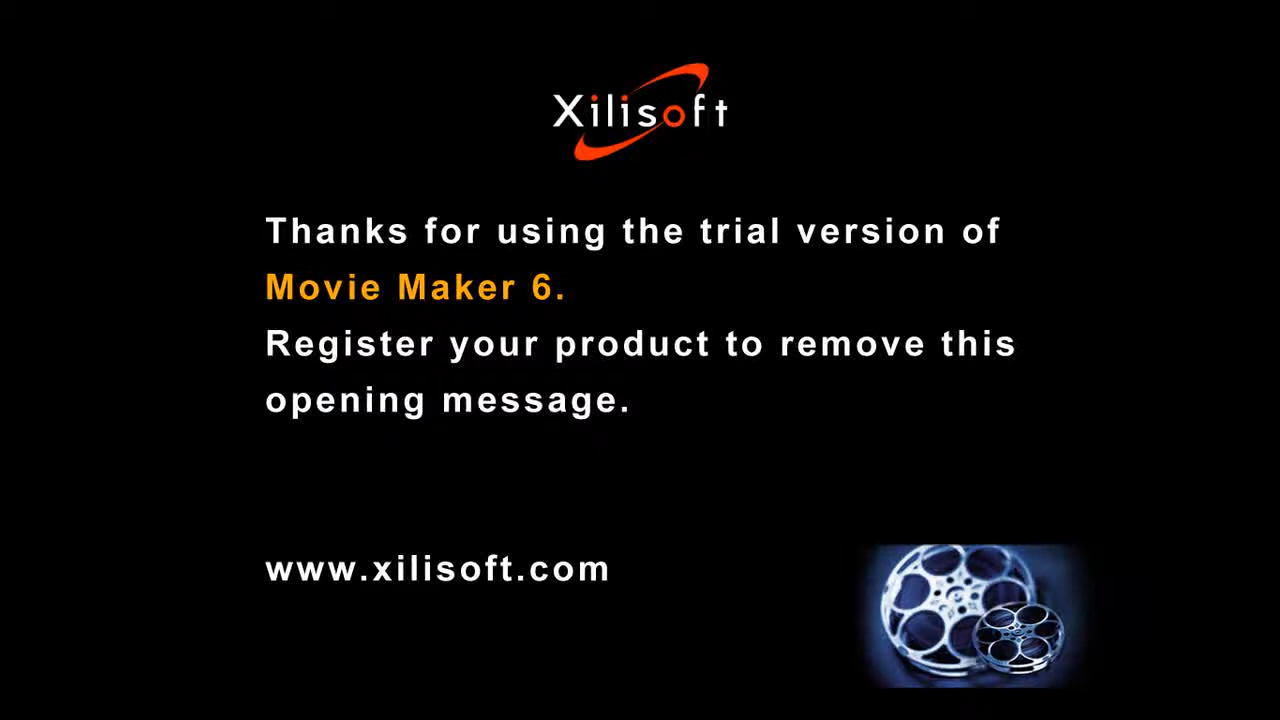 Xilisoft
Thanks for using the trial version of
Movie Maker 6.
Register your product to remove this
opening message.
www.xilisoft.com